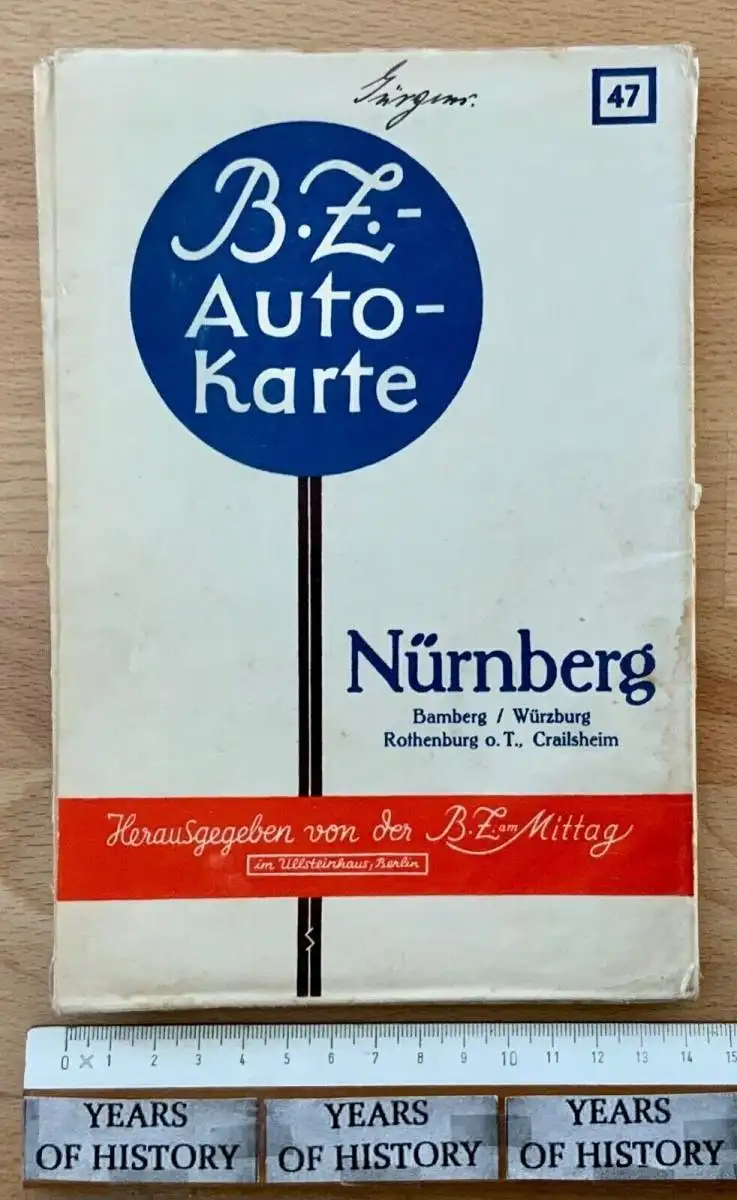 Jürgens.
47
B.Z.-
Auto-
Karte
Nürnberg
Bamberg / Würzburg
Rothenburg o. T., Crailsheim
Herausgegeben von der B.Z. am Mittag
im Ullsteinhaus, Berlin
0 1 2 3 4 5 6 7 8 9 10 11 12 13 14 15
YEARS
OF HISTORY
YEARS
OF HISTORY
YEARS
OF HISTORY